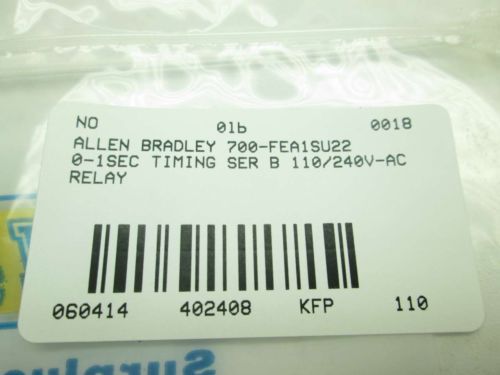 NO 01b 0018
ALLEN BRADLEY 700-FEA1SU22
0-1SEC TIMING SER B 110/240V-AC
RELAY
060414 402408 KFP 110
Surplus